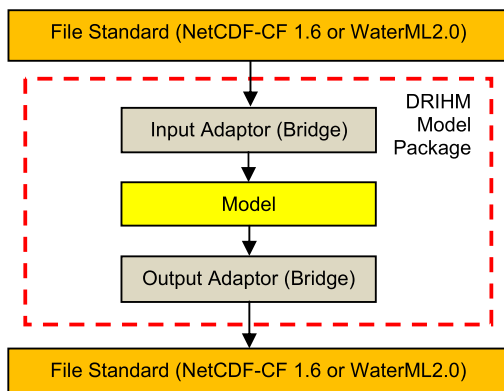 File Standard (NetCDF-CF 1.6 or WaterML2.0)
DRIHM
Model
Package
Input Adaptor (Bridge)
Model
Output Adaptor (Bridge)
File Standard (NetCDF-CF 1.6 or WaterML2.0)